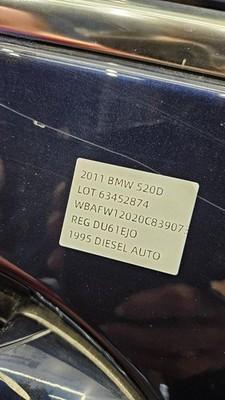 2011 BMW 520D
LOT 63452874
WBAFW12020C83907
REG DU61EJO
1995 DIESEL AUTO